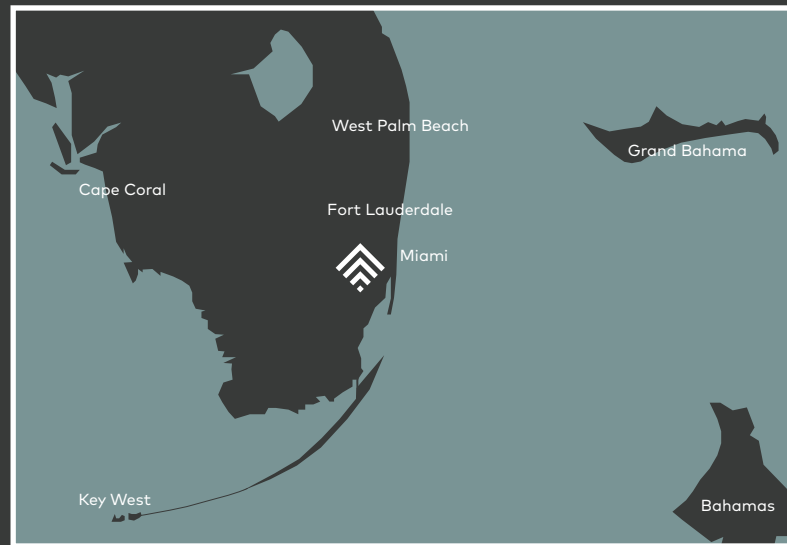 West Palm Beach
Grand Bahama
Cape Coral
Fort Lauderdale
Miami
Key West
Bahamas